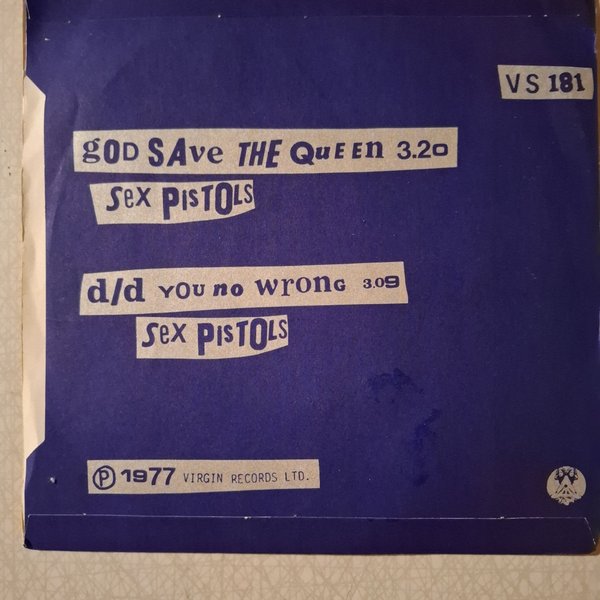 VS 181
gOD SAve THE QuEEn 3.20
SeX PisTOLS
d/d YOU no wronG 3.09
SeX PisTOLS
Ⓟ 1977 VIRGIN RECORDS LTD.